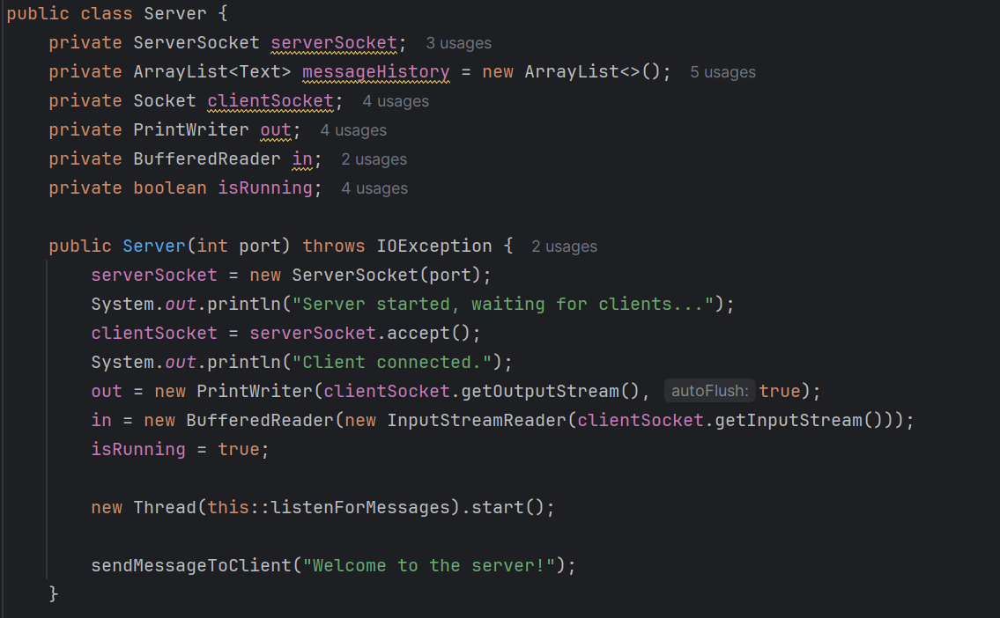 public class Server {
    private ServerSocket serverSocket;  3 usages
    private ArrayList<Text> messageHistory = new ArrayList<>();  5 usages
    private Socket clientSocket;  4 usages
    private PrintWriter out;  4 usages
    private BufferedReader in;  2 usages
    private boolean isRunning;  4 usages

    public Server(int port) throws IOException {  2 usages
        serverSocket = new ServerSocket(port);
        System.out.println("Server started, waiting for clients...");
        clientSocket = serverSocket.accept();
        System.out.println("Client connected.");
        out = new PrintWriter(clientSocket.getOutputStream(), autoFlush: true);
        in = new BufferedReader(new InputStreamReader(clientSocket.getInputStream()));
        isRunning = true;

        new Thread(this::listenForMessages).start();

        sendMessageToClient("Welcome to the server!");
    }